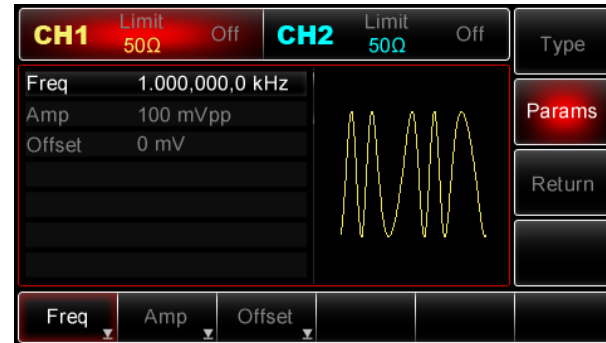 CH1 Limit 50Ω Off
CH2 Limit 50Ω Off
Type
Freq 1.000,000,0 kHz
Amp 100 mVpp
Offset 0 mV
Params
Return
Freq Amp Offset